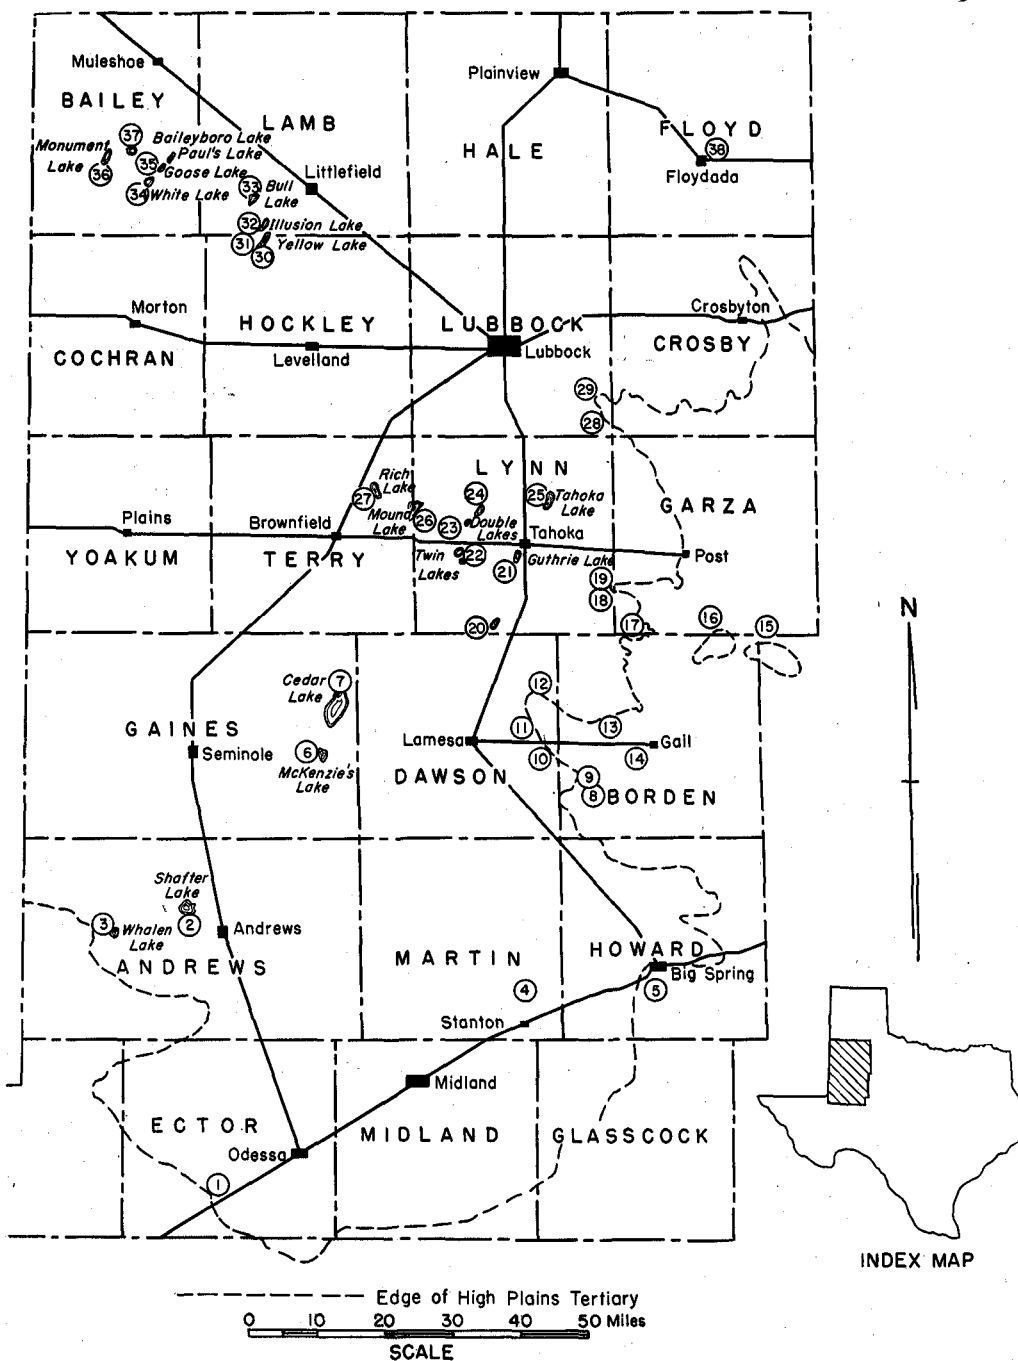 Muleshoe
Plainview
BAILEY
LAMB
FLOYD
HALE
37
Baileyboro Lake
38
Monument
Lake
36
35
Paul's Lake
Goose Lake
34
White Lake
33
Bull
Lake
Littlefield
Floydada
32
Illusion Lake
31
Yellow Lake
30
Morton
Crosbyton
HOCKLEY
LUBBOCK
COCHRAN
Levelland
Lubbock
CROSBY
29
28
LYNN
Rich
Lake
27
24
25
Tahoka
Lake
GARZA
Mound
Lake
26
23
Double
Lakes
Plains
Brownfield
Tahoka
YOAKUM
TERRY
Twin
Lakes
22
21
Guthrie Lake
Post
19
18
20
17
16
15
N
Cedar
Lake
7
12
GAINES
11
13
Seminole
6
McKenzie's
Lake
Lamesa
10
14
Gail
DAWSON
9
8
BORDEN
Shafter
Lake
3
Whalen
Lake
2
Andrews
ANDREWS
MARTIN
HOWARD
Big Spring
4
5
Stanton
Midland
ECTOR
MIDLAND
GLASSCOCK
Odessa
1
INDEX MAP
Edge of High Plains Tertiary
0 10 20 30 40 50 Miles
SCALE